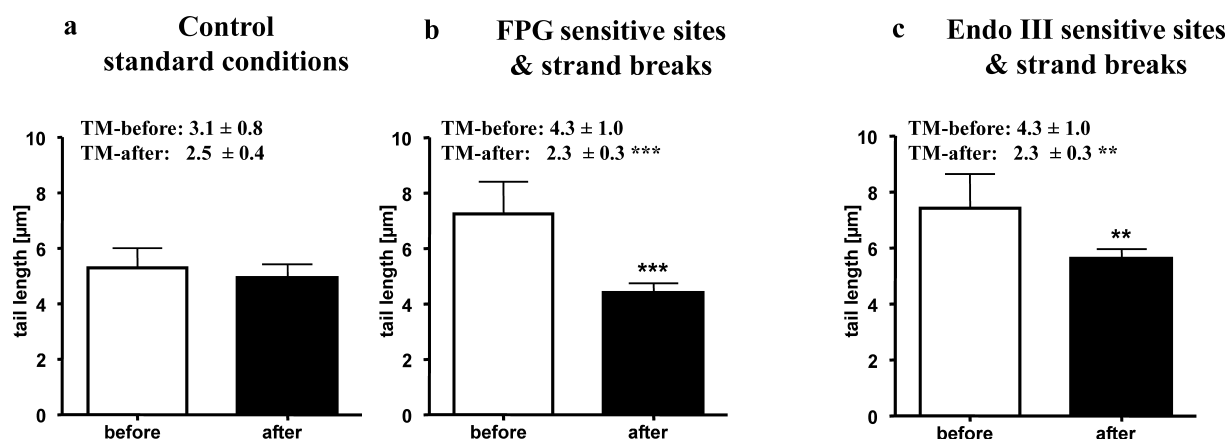 a
Control
standard conditions
TM-before: 3.1 ± 0.8
TM-after: 2.5 ± 0.4
tail length [µm]
10
8
6
4
2
0
before
after
b
FPG sensitive sites
& strand breaks
TM-before: 4.3 ± 1.0
TM-after: 2.3 ± 0.3 ***
tail length [µm]
10
8
6
4
2
0
***
before
after
c
Endo III sensitive sites
& strand breaks
TM-before: 4.3 ± 1.0
TM-after: 2.3 ± 0.3 **
tail length [µm]
10
8
6
4
2
0
**
before
after